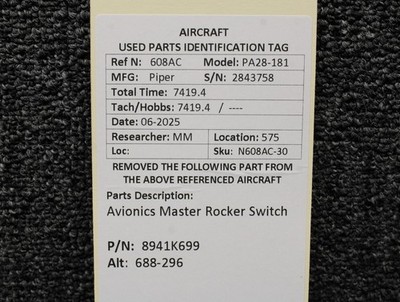 AIRCRAFT
USED PARTS IDENTIFICATION TAG
Ref N: 608AC Model: PA28-181
MFG: Piper S/N: 2843758
Total Time: 7419.4
Tach/Hobbs: 7419.4 / ----
Date: 06-2025
Researcher: MM Location: 575
Loc: Sku: N608AC-30
REMOVED THE FOLLOWING PART FROM
THE ABOVE REFERENCED AIRCRAFT
Parts Description:
Avionics Master Rocker Switch
P/N: 8941K699
Alt: 688-296